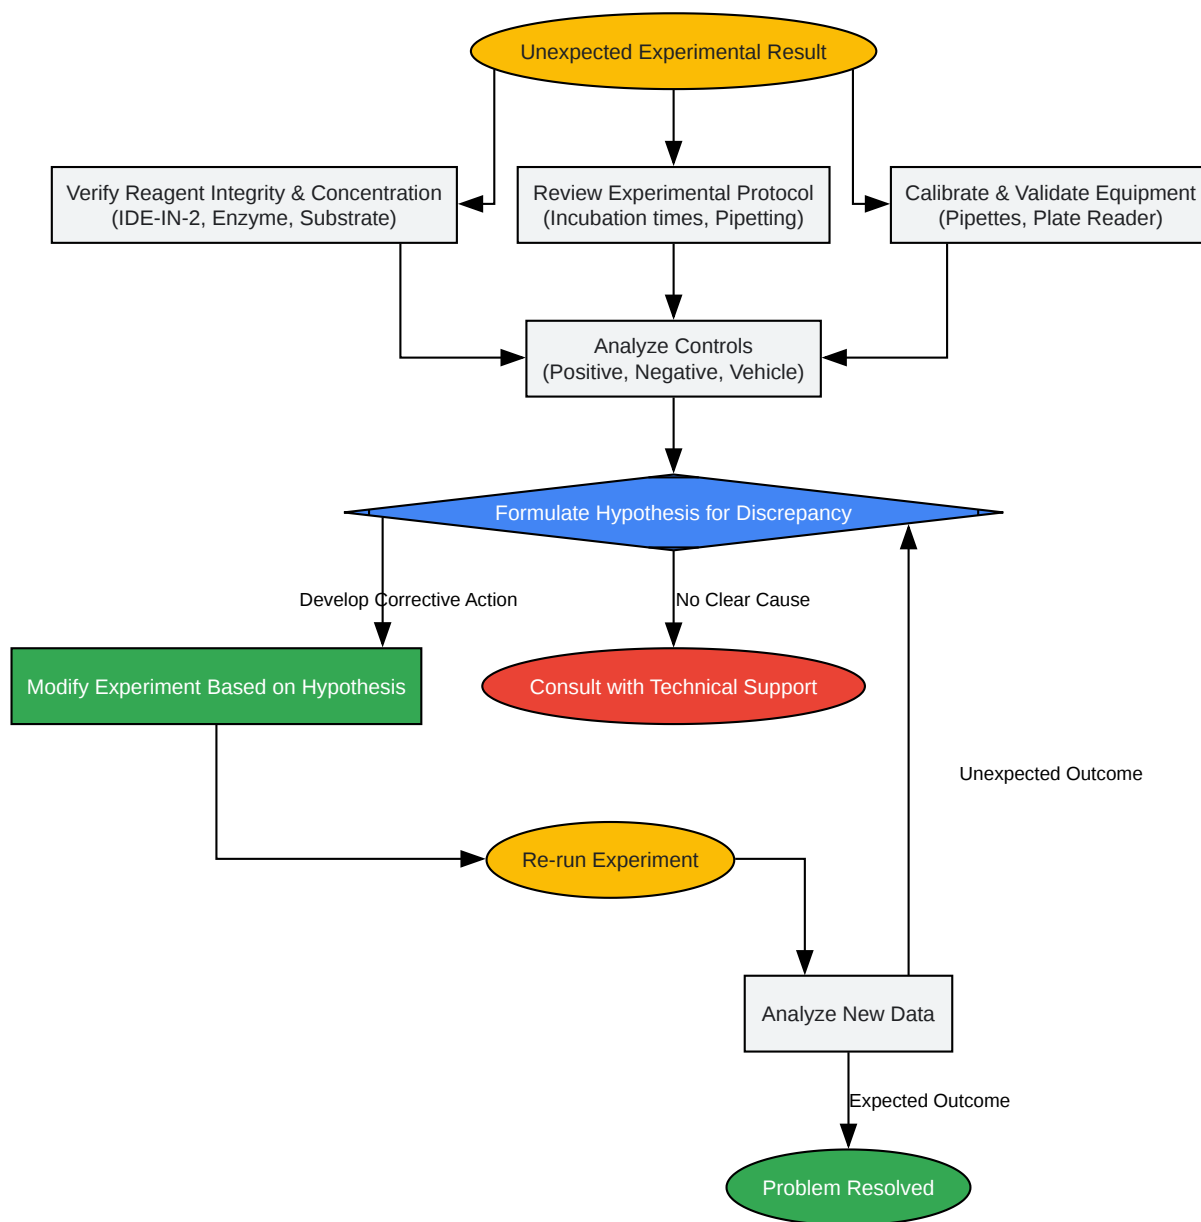 Unexpected Experimental Result
Verify Reagent Integrity & Concentration
(IDE-IN-2, Enzyme, Substrate)
Review Experimental Protocol
(Incubation times, Pipetting)
Calibrate & Validate Equipment
(Pipettes, Plate Reader)
Analyze Controls
(Positive, Negative, Vehicle)
Formulate Hypothesis for Discrepancy
Develop Corrective Action
No Clear Cause
Modify Experiment Based on Hypothesis
Consult with Technical Support
Unexpected Outcome
Re-run Experiment
Analyze New Data
Expected Outcome
Problem Resolved